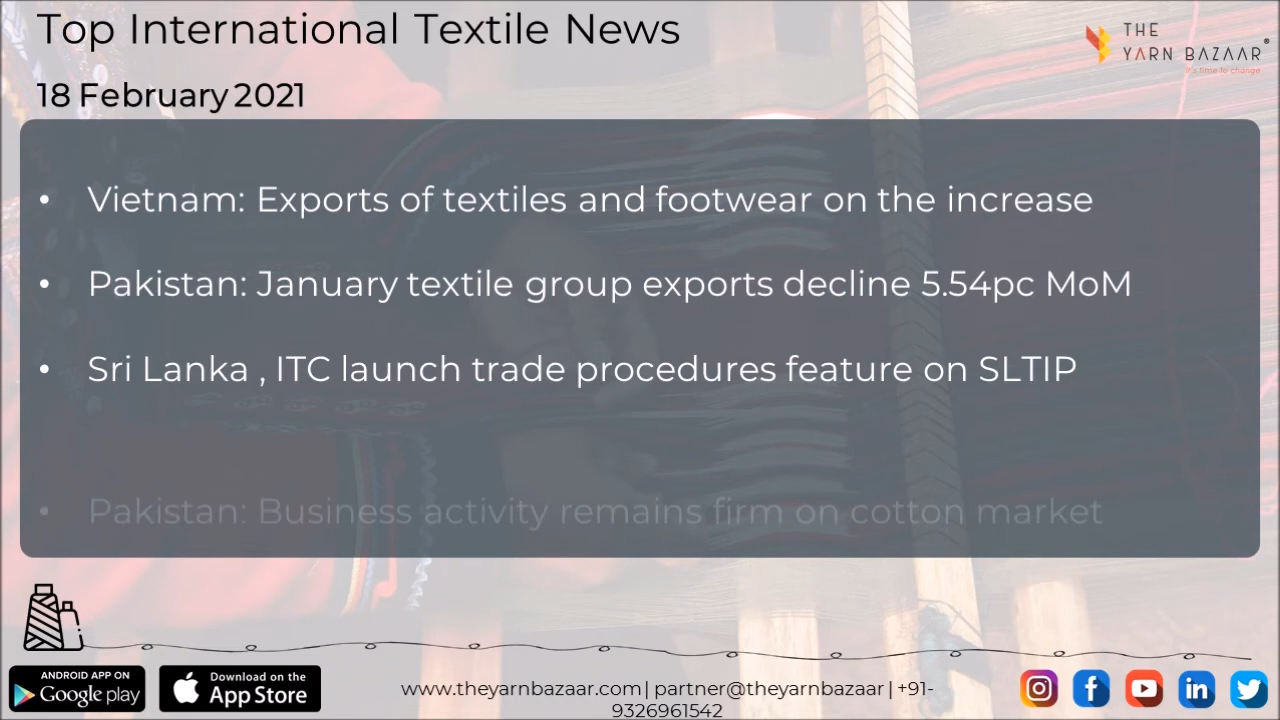 Top International Textile News
18 February 2021
THE
YARN BAZAAR®
It's time to change
• Vietnam: Exports of textiles and footwear on the increase
• Pakistan: January textile group exports decline 5.54pc MoM
• Sri Lanka , ITC launch trade procedures feature on SLTIP
• Pakistan: Business activity remains firm on cotton market
ANDROID APP ON
Google play
Download on the
App Store
www.theyarnbazaar.com| partner@theyarnbazaar | +91-
9326961542